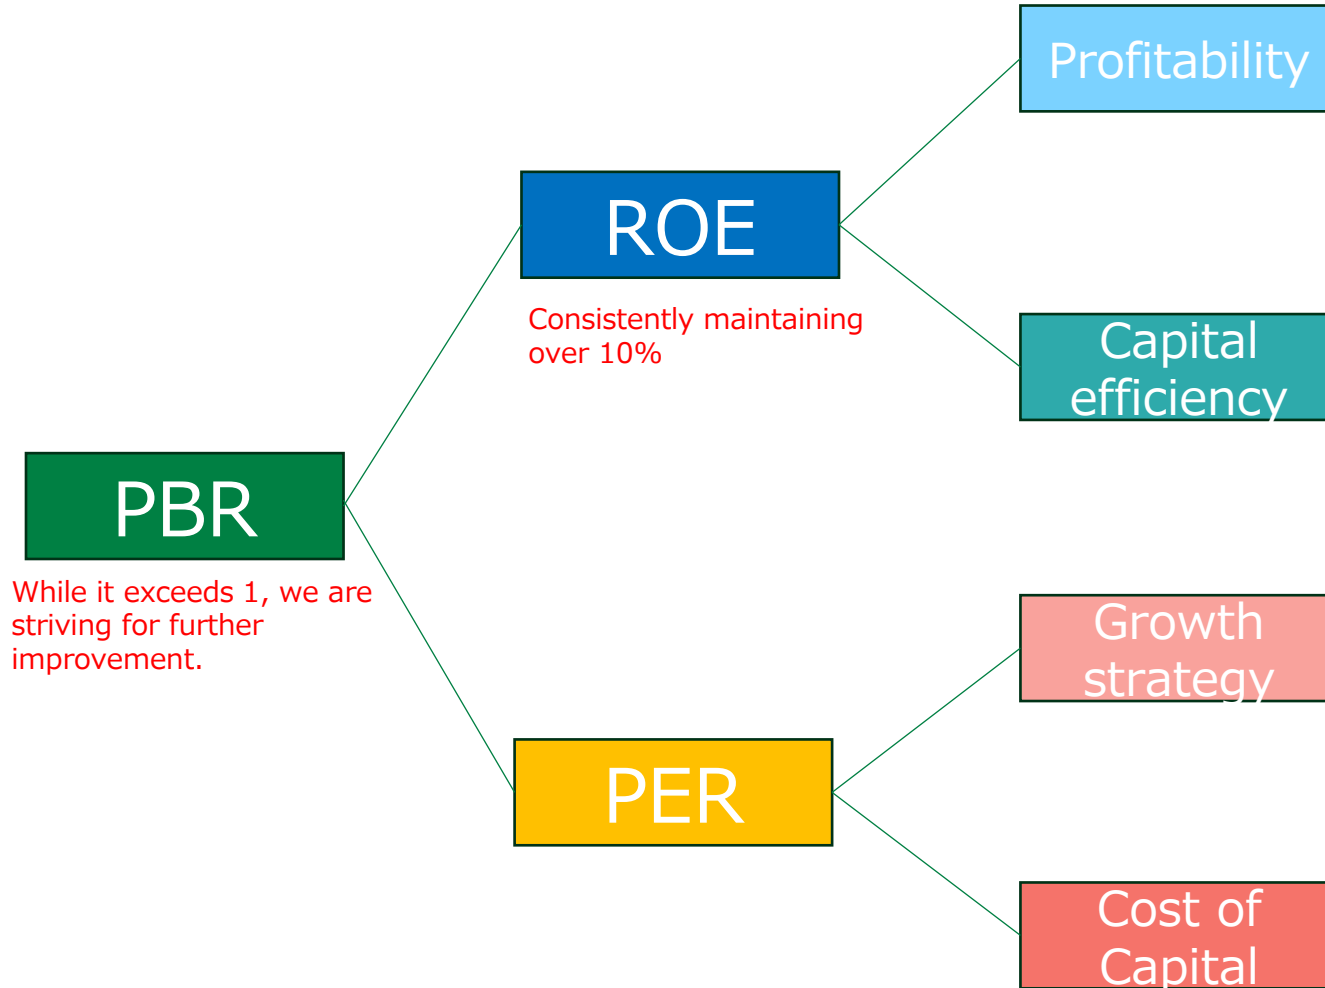 Profitability
ROE
Consistently maintaining
over 10%
Capital
efficiency
PBR
While it exceeds 1, we are
striving for further
improvement.
Growth
strategy
PER
Cost of
Capital